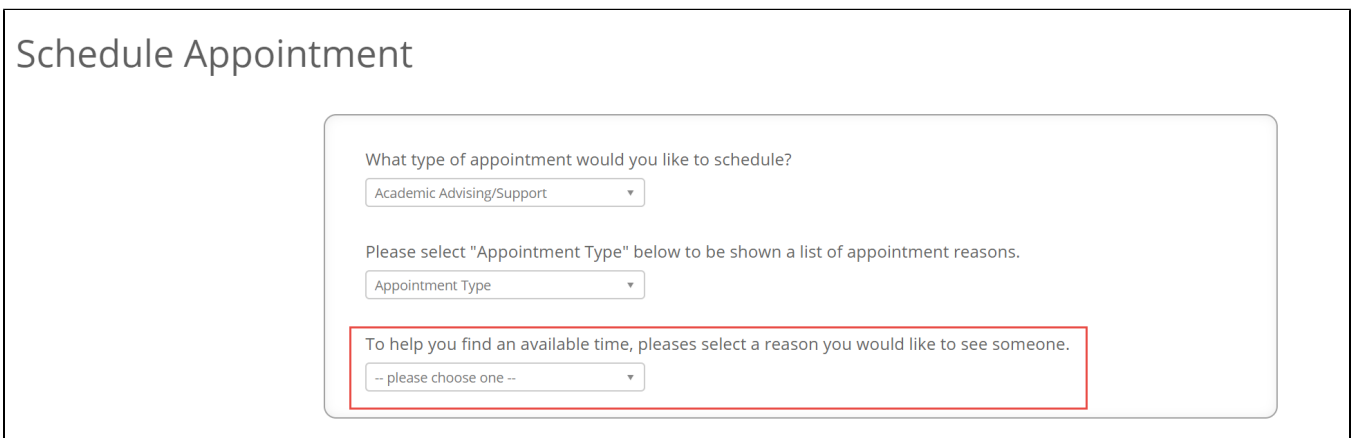 Schedule Appointment
What type of appointment would you like to schedule?
Academic Advising/Support
Please select "Appointment Type" below to be shown a list of appointment reasons.
Appointment Type
To help you find an available time, pleases select a reason you would like to see someone.
-- please choose one --